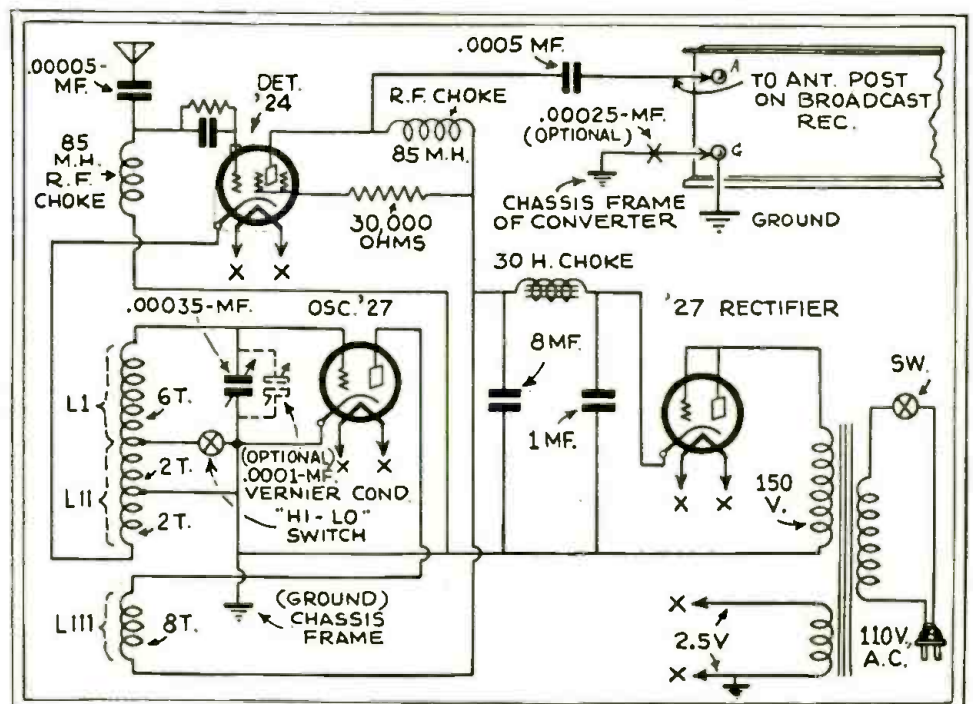 .00005-
MF.
DET.
'24
.0005 MF.
R.F. CHOKE
85 M.H.
A
TO ANT. POST
ON BROADCAST
REC.
.00025-MF.
(OPTIONAL)
G
CHASSIS FRAME
OF CONVERTER
GROUND
85
M.H.
R.F.
CHOKE
30,000
OHMS
X X
30 H. CHOKE
.00035-MF.
OSC.'27
'27 RECTIFIER
8 MF.
1 MF.
SW.
LI
6T.
2T.
LII
2T.
(OPTIONAL)
.0001-MF.
VERNIER COND.
"HI-LO"
SWITCH
X X
X X
150
V.
(GROUND)
CHASSIS
FRAME
LIII
8T.
X
2.5V
X
110V.
A.C.